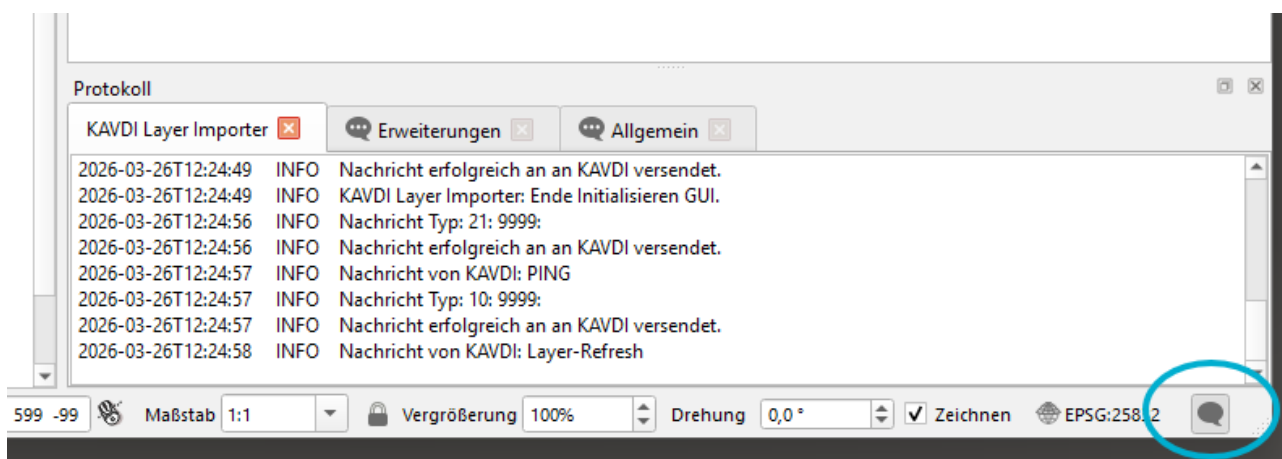 Protokoll
KAVDI Layer Importer Erweiterungen Allgemein
2026-03-26T12:24:49 INFO Nachricht erfolgreich an an KAVDI versendet.
2026-03-26T12:24:49 INFO KAVDI Layer Importer: Ende Initialisieren GUI.
2026-03-26T12:24:56 INFO Nachricht Typ: 21: 9999:
2026-03-26T12:24:56 INFO Nachricht erfolgreich an an KAVDI versendet.
2026-03-26T12:24:57 INFO Nachricht von KAVDI: PING
2026-03-26T12:24:57 INFO Nachricht Typ: 10: 9999:
2026-03-26T12:24:57 INFO Nachricht erfolgreich an an KAVDI versendet.
2026-03-26T12:24:58 INFO Nachricht von KAVDI: Layer-Refresh
599 -99 Maßstab 1:1 Vergrößerung 100% Drehung 0,0 ° Zeichnen